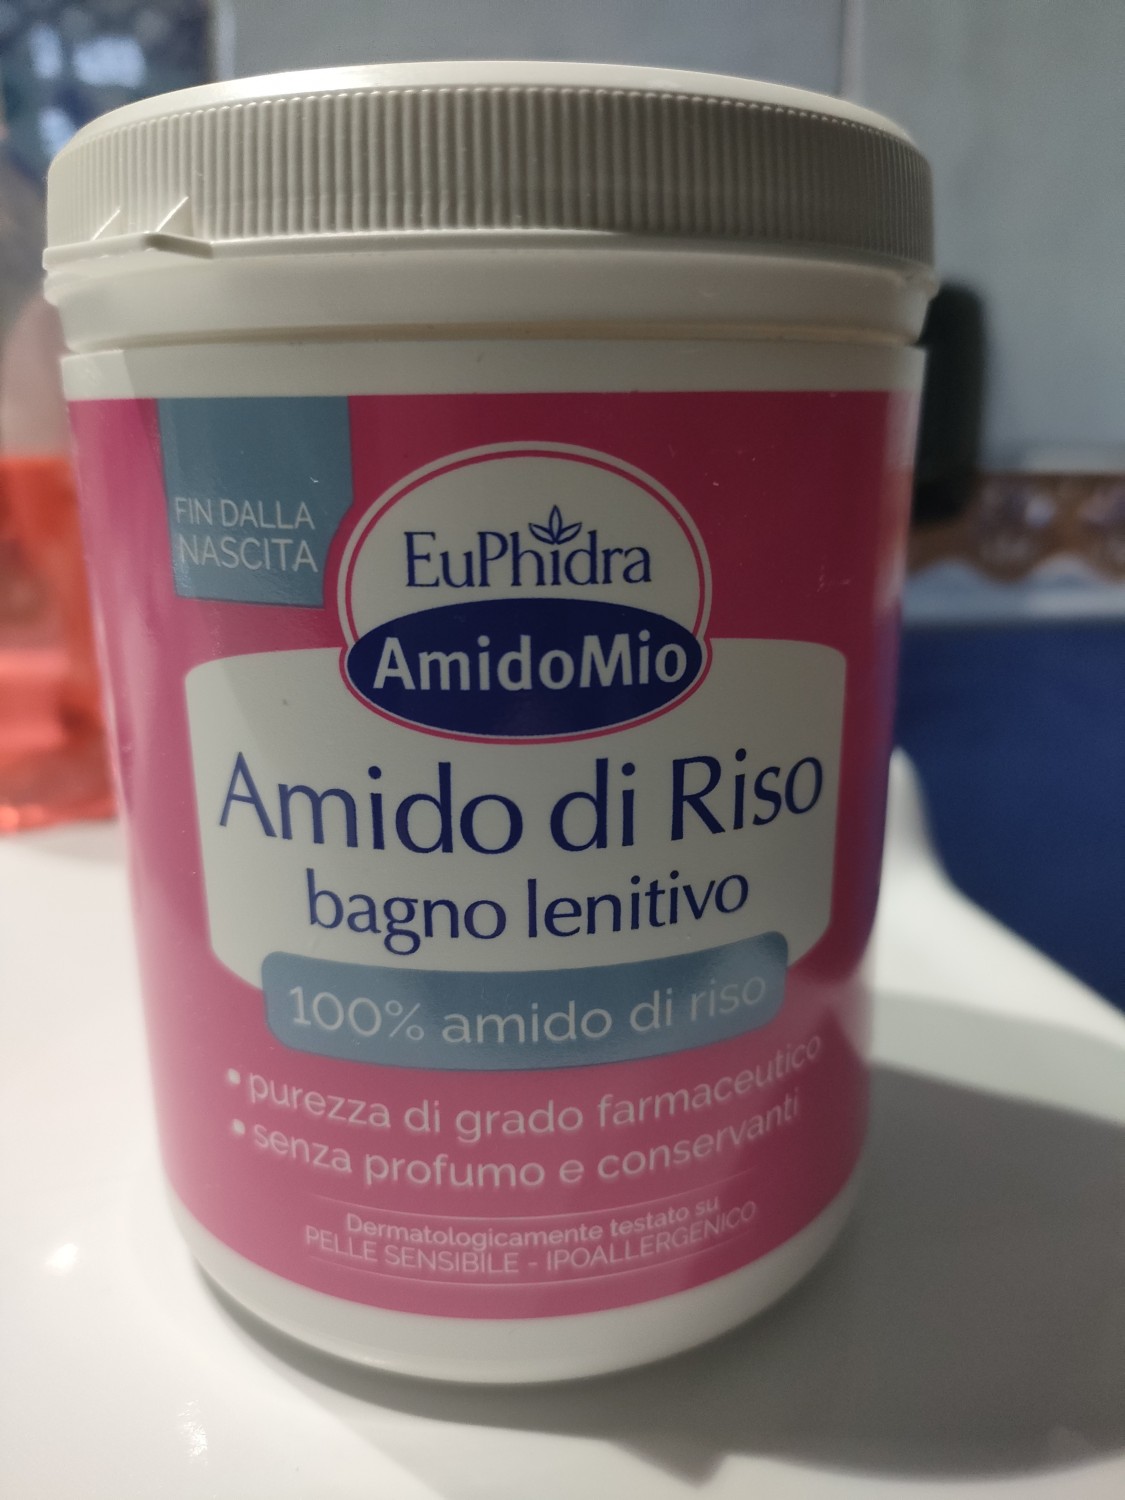 FIN DALLA
NASCITA
EuPhidra
AmidoMio
Amido di Riso
bagno lenitivo
100% amido di riso
• purezza di grado farmaceutico
• senza profumo e conservanti
Dermatologicamente testato su
PELLE SENSIBILE - IPOALLERGENICO